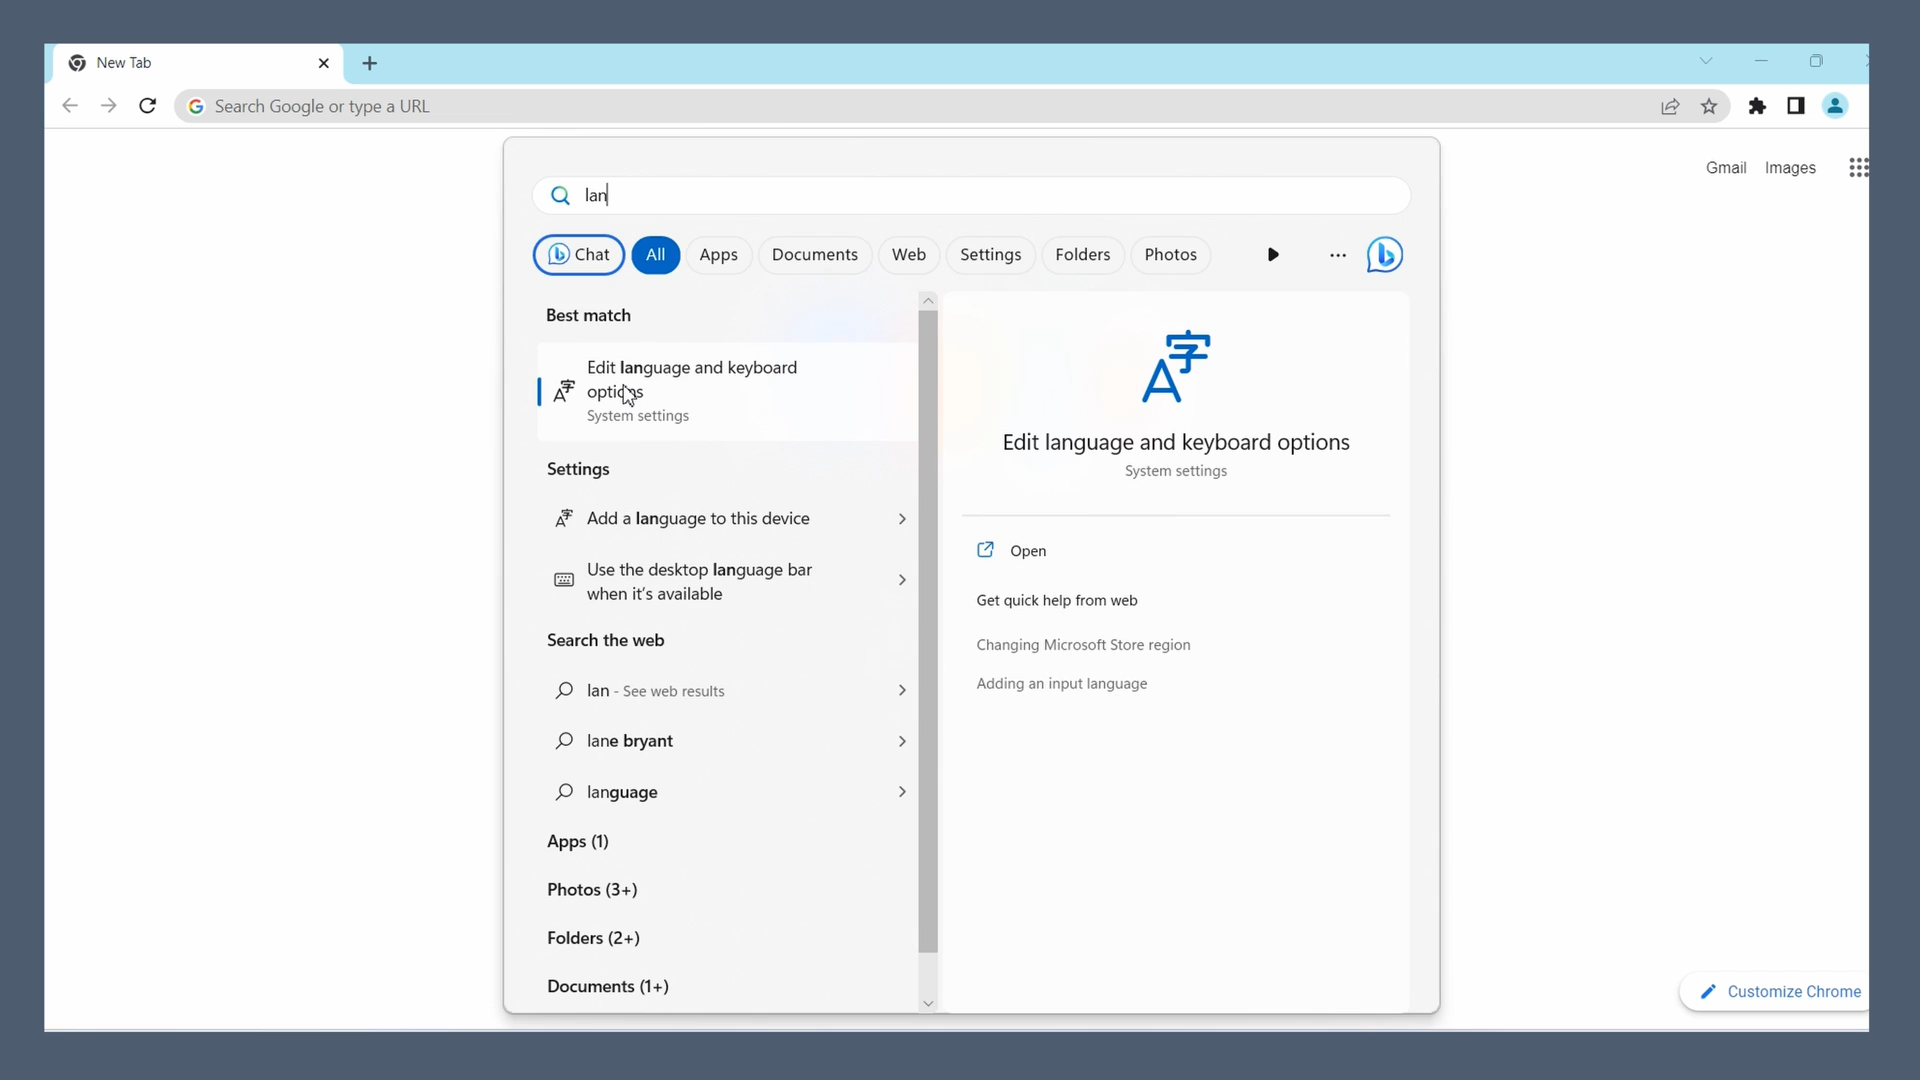 New Tab
Search Google or type a URL
Gmail Images
lan
Chat All Apps Documents Web Settings Folders Photos
Best match
Edit language and keyboard
options
System settings
Settings
Add a language to this device
Use the desktop language bar
when it's available
Search the web
lan - See web results
lane bryant
language
Apps (1)
Photos (3+)
Folders (2+)
Documents (1+)
字
A
Edit language and keyboard options
System settings
Open
Get quick help from web
Changing Microsoft Store region
Adding an input language
Customize Chrome